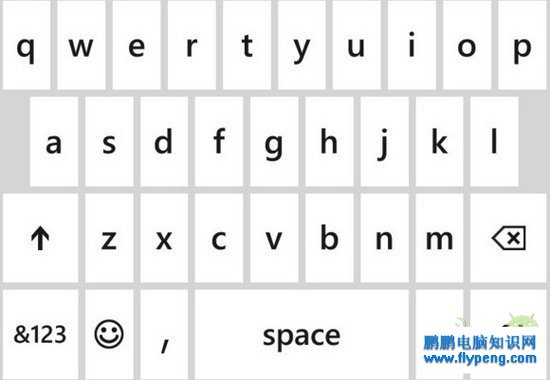 q w e r t y u i o p
a s d f g h j k l
z x c v b n m
&123 , space
鹏鹏电脑知识网
www.flypeng.com